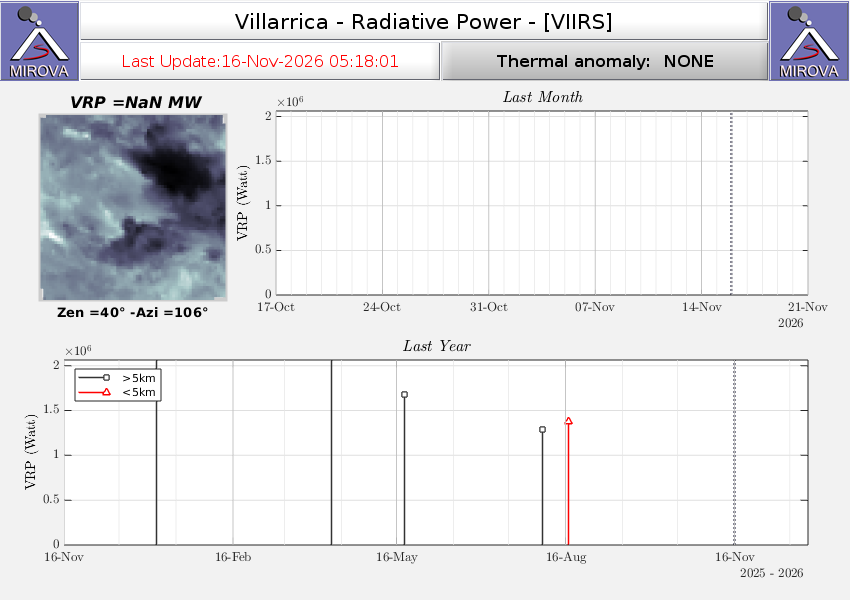 Villarrica - Radiative Power - [VIIRS]
Last Update:16-Nov-2026 05:18:01
Thermal anomaly: NONE
MIROVA
MIROVA
VRP =NaN MW
Zen =40° -Azi =106°
Last Month
×10⁶
VRP (Watt)
2
1.5
1
0.5
0
17-Oct
24-Oct
31-Oct
07-Nov
14-Nov
21-Nov
2026
Last Year
×10⁶
VRP (Watt)
2
1.5
1
0.5
0
>5km
<5km
16-Nov
16-Feb
16-May
16-Aug
16-Nov
2025 - 2026